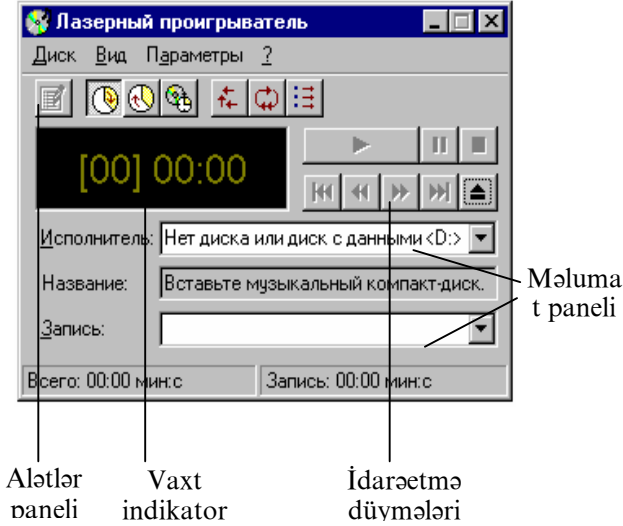 Лазерный проигрыватель
Диск Вид Параметры ?
[00] 00:00
Исполнитель: Нет диска или диск с данными <D:>
Название: Вставьте музыкальный компакт-диск.
Запись:
Всего: 00:00 мин:с Запись: 00:00 мин:с
Məluma
t paneli
Alətlər
paneli
Vaxt
indikator
İdarəetmə
düymələri